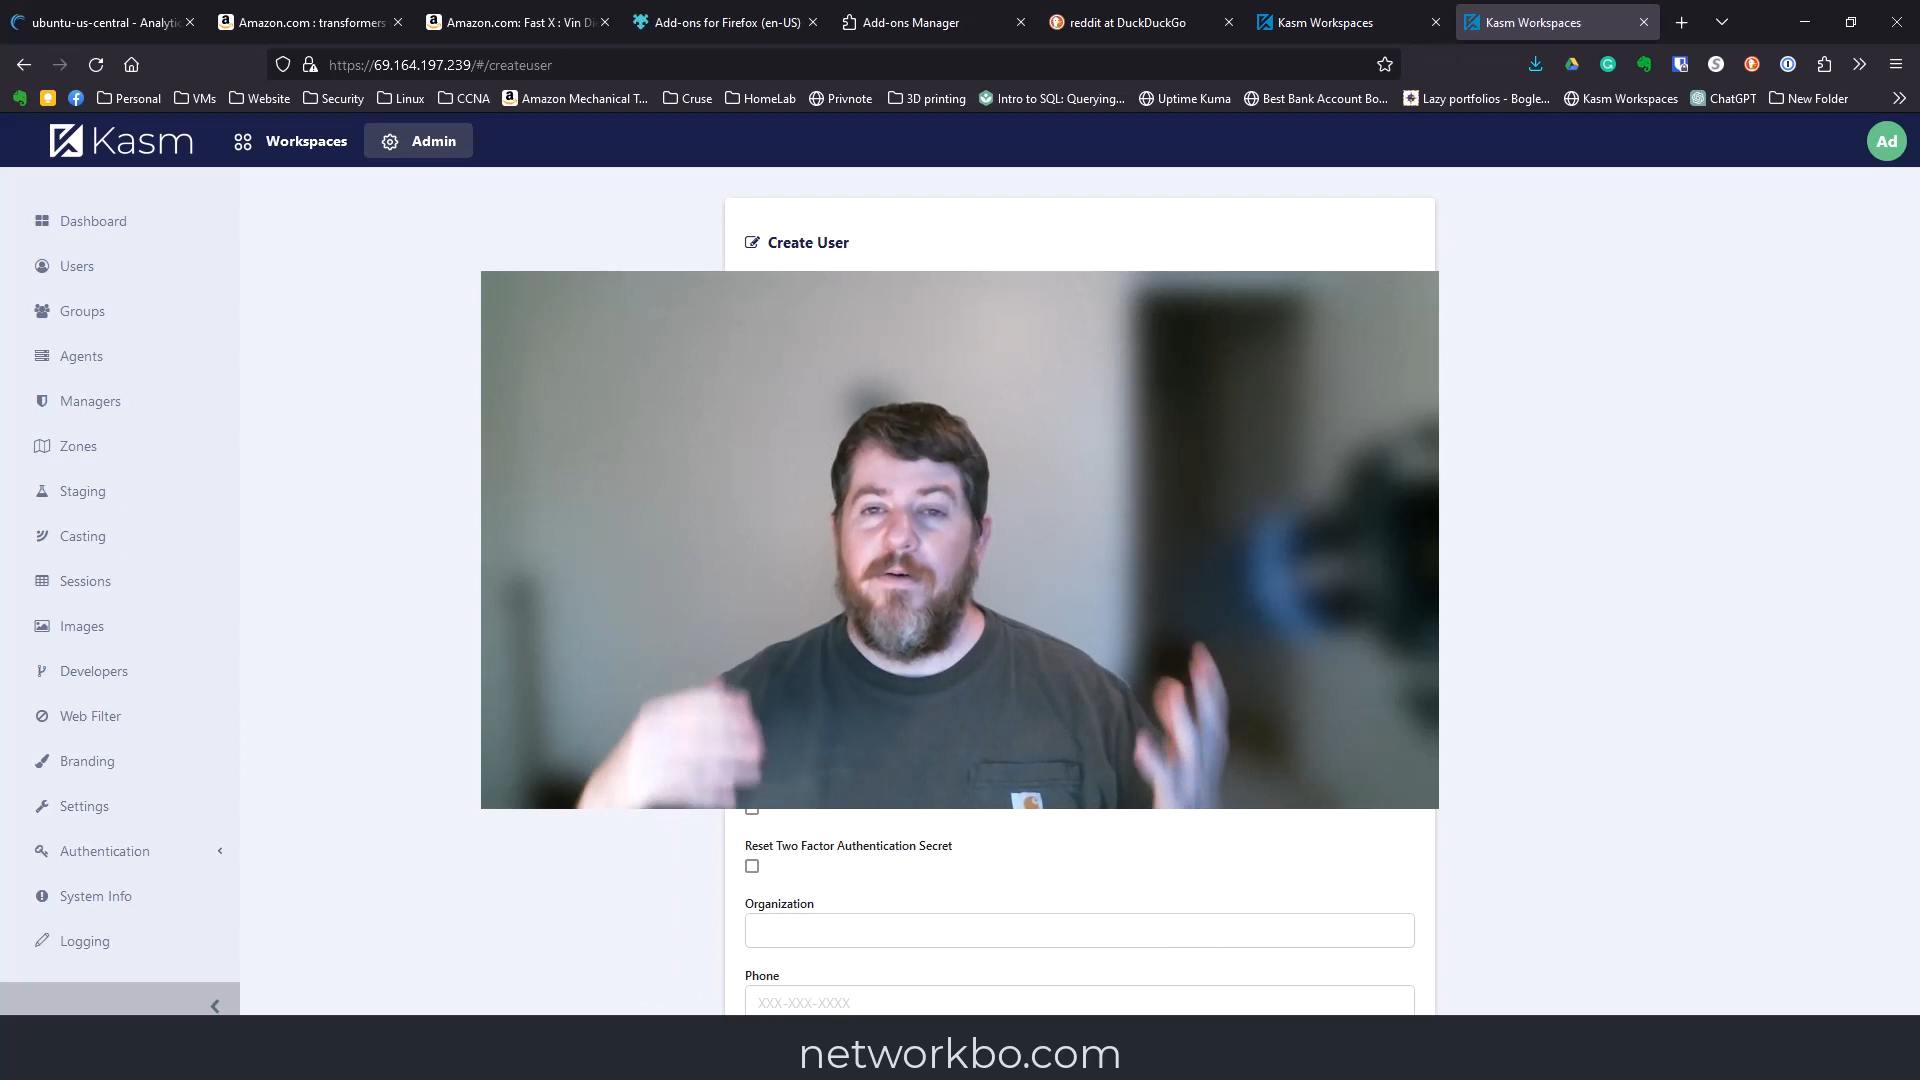 ubuntu-us-central - Analytic
Amazon.com : transformers
Amazon.com: Fast X : Vin Di
Add-ons for Firefox (en-US)
Add-ons Manager
reddit at DuckDuckGo
Kasm Workspaces
Kasm Workspaces
https://69.164.197.239/#/createuser
Personal
VMs
Website
Security
Linux
CCNA
Amazon Mechanical T...
Cruse
HomeLab
Privnote
3D printing
Intro to SQL: Querying...
Uptime Kuma
Best Bank Account Bo...
Lazy portfolios - Bogle...
Kasm Workspaces
ChatGPT
New Folder
Kasm
Workspaces
Admin
Ad
Dashboard
Users
Groups
Agents
Managers
Zones
Staging
Casting
Sessions
Images
Developers
Web Filter
Branding
Settings
Authentication
System Info
Logging
Create User
Reset Two Factor Authentication Secret
Organization
Phone
XXX-XXX-XXXX
networkbo.com